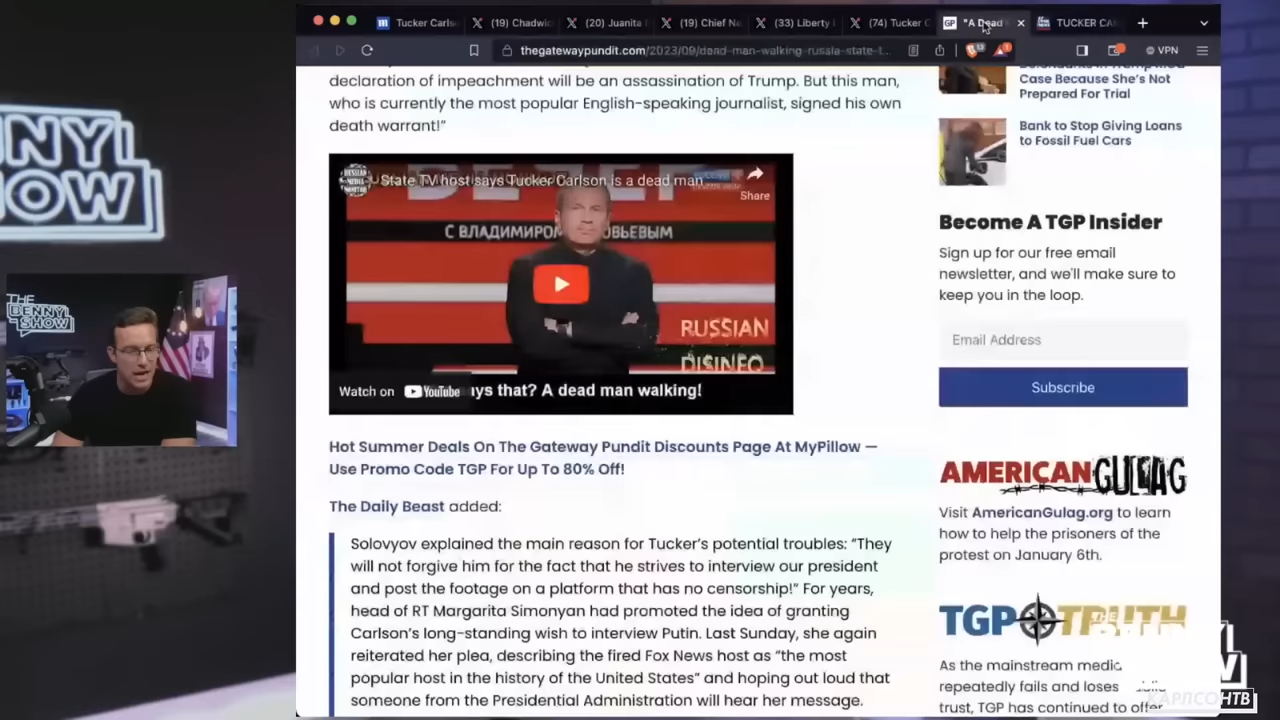 Tucker Carls
(19) Chadwic
(20) Juanita
(19) Chief Ne
(33) Liberty
(74) Tucker C
GP
"A Dead
TUCKER CA
thegatewaypundit.com/2023/09/dead-man-walking-russia-state-t...
VPN
declaration of impeachment will be an assassination of Trump. But this man,
who is currently the most popular English-speaking journalist, signed his own
death warrant!”
State TV host says Tucker Carlson is a dead man...
Share
С ВЛАДИМИРОМ
ОВЬЕВЫМ
RUSSIAN
DISINFO
Watch on YouTube
ys that? A dead man walking!
Hot Summer Deals On The Gateway Pundit Discounts Page At MyPillow —
Use Promo Code TGP For Up To 80% Off!
The Daily Beast added:
Solovyov explained the main reason for Tucker’s potential troubles: “They
will not forgive him for the fact that he strives to interview our president
and post the footage on a platform that has no censorship!” For years,
head of RT Margarita Simonyan had promoted the idea of granting
Carlson’s long-standing wish to interview Putin. Last Sunday, she again
reiterated her plea, describing the fired Fox News host as “the most
popular host in the history of the United States” and hoping out loud that
someone from the Presidential Administration will hear her message.
Case Because She’s Not
Prepared For Trial
Bank to Stop Giving Loans
to Fossil Fuel Cars
Become A TGP Insider
Sign up for our free email
newsletter, and we'll make sure to
keep you in the loop.
Email Address
Subscribe
AMERICAN GULAG
Visit AmericanGulag.org to learn
how to help the prisoners of the
protest on January 6th.
TGP TRUTH
As the mainstream media
repeatedly fails and loses
trust, TGP has continued to offer
NNY
OW
THE
BENNY
SHOW
КАРЛСОНТВ